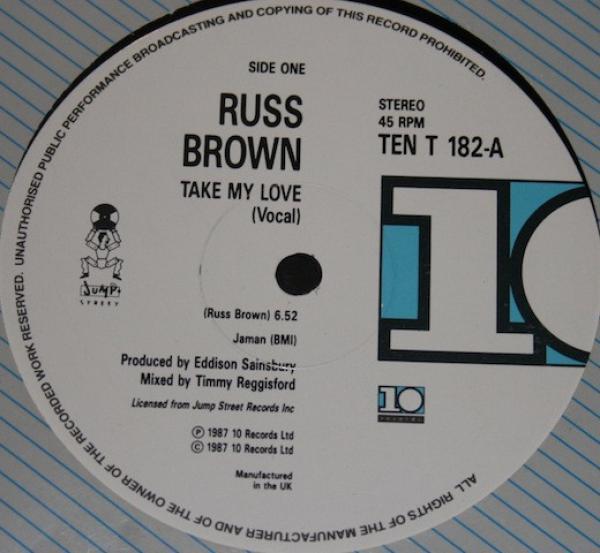 ALL RIGHTS OF THE MANUFACTURER AND OF THE OWNER OF THE RECORDED WORK RESERVED. UNAUTHORISED PUBLIC PERFORMANCE BROADCASTING AND COPYING OF THIS RECORD PROHIBITED.
SIDE ONE
RUSS
BROWN
TAKE MY LOVE
(Vocal)
STEREO
45 RPM
TEN T 182-A
10
JUMP
STREET
(Russ Brown) 6.52
Jaman (BMI)
Produced by Eddison Sainsbury
Mixed by Timmy Reggisford
Licensed from Jump Street Records Inc
Ⓟ 1987 10 Records Ltd
© 1987 10 Records Ltd
Manufactured
in the UK
10
RECORDS